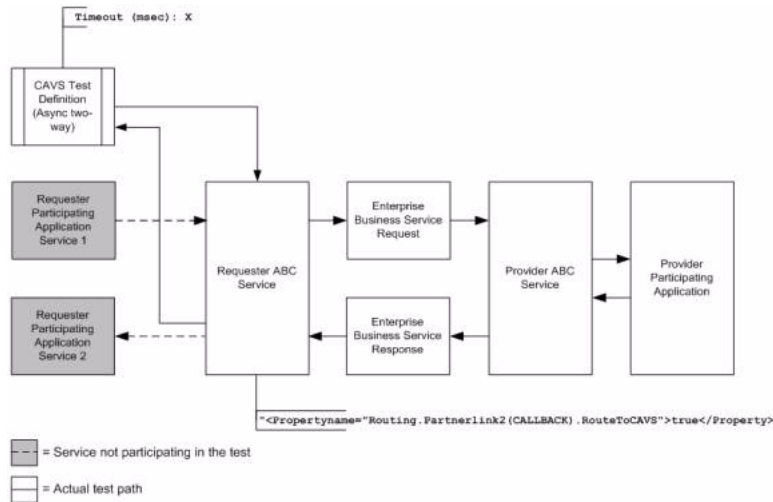 Timeout (msec): X
CAVS Test
Definition
(Async two-
way)
Requester
Participating
Application
Service 1
Requester ABC
Service
Enterprise
Business Service
Request
Provider ABC
Service
Provider
Participating
Application
Requester
Participating
Application
Service 2
Enterprise
Business Service
Response
"<Propertyname="Routing.Partnerlink2(CALLBACK).RouteToCAVS">true</Property>
= Service not participating in the test
= Actual test path